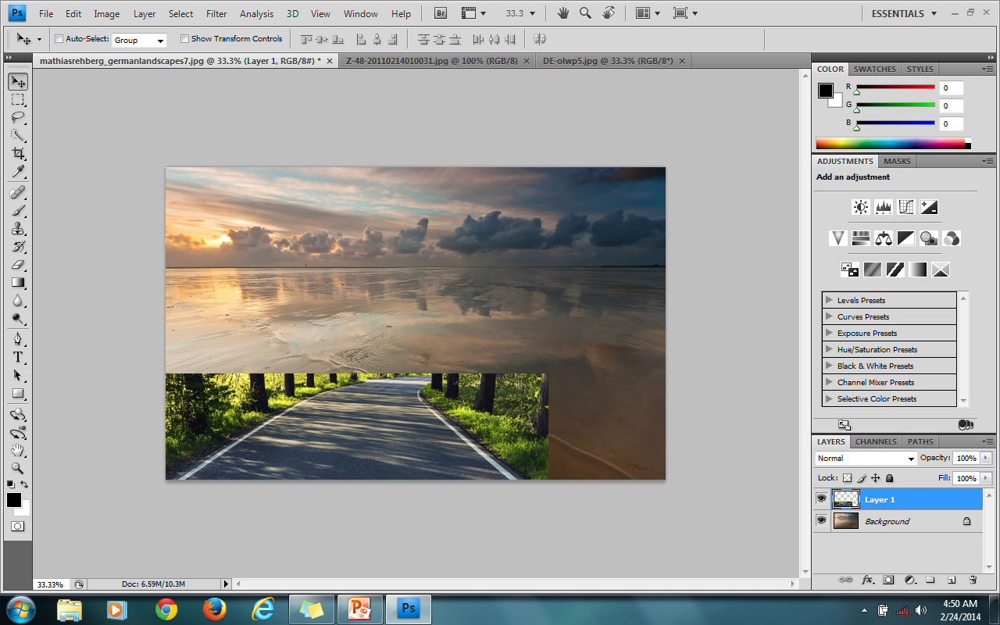 Ps File Edit Image Layer Select Filter Analysis 3D View Window Help Br 33.3 ESSENTIALS
Auto-Select: Group Show Transform Controls
mathiasrehberg_germanlandscapes7.jpg @ 33.3% (Layer 1, RGB/8#) * Z-48-20110214010031.jpg @ 100% (RGB/8) DE-olwp5.jpg @ 33.3% (RGB/8*)
COLOR SWATCHES STYLES
R 0
G 0
B 0
ADJUSTMENTS MASKS
Add an adjustment
Levels Presets
Curves Presets
Exposure Presets
Hue/Saturation Presets
Black & White Presets
Channel Mixer Presets
Selective Color Presets
T
LAYERS CHANNELS PATHS
Normal Opacity: 100%
Lock: Fill: 100%
Layer 1
Background
fx
33.33% Doc: 6.59M/10.3M
P Ps
4:50 AM
2/24/2014